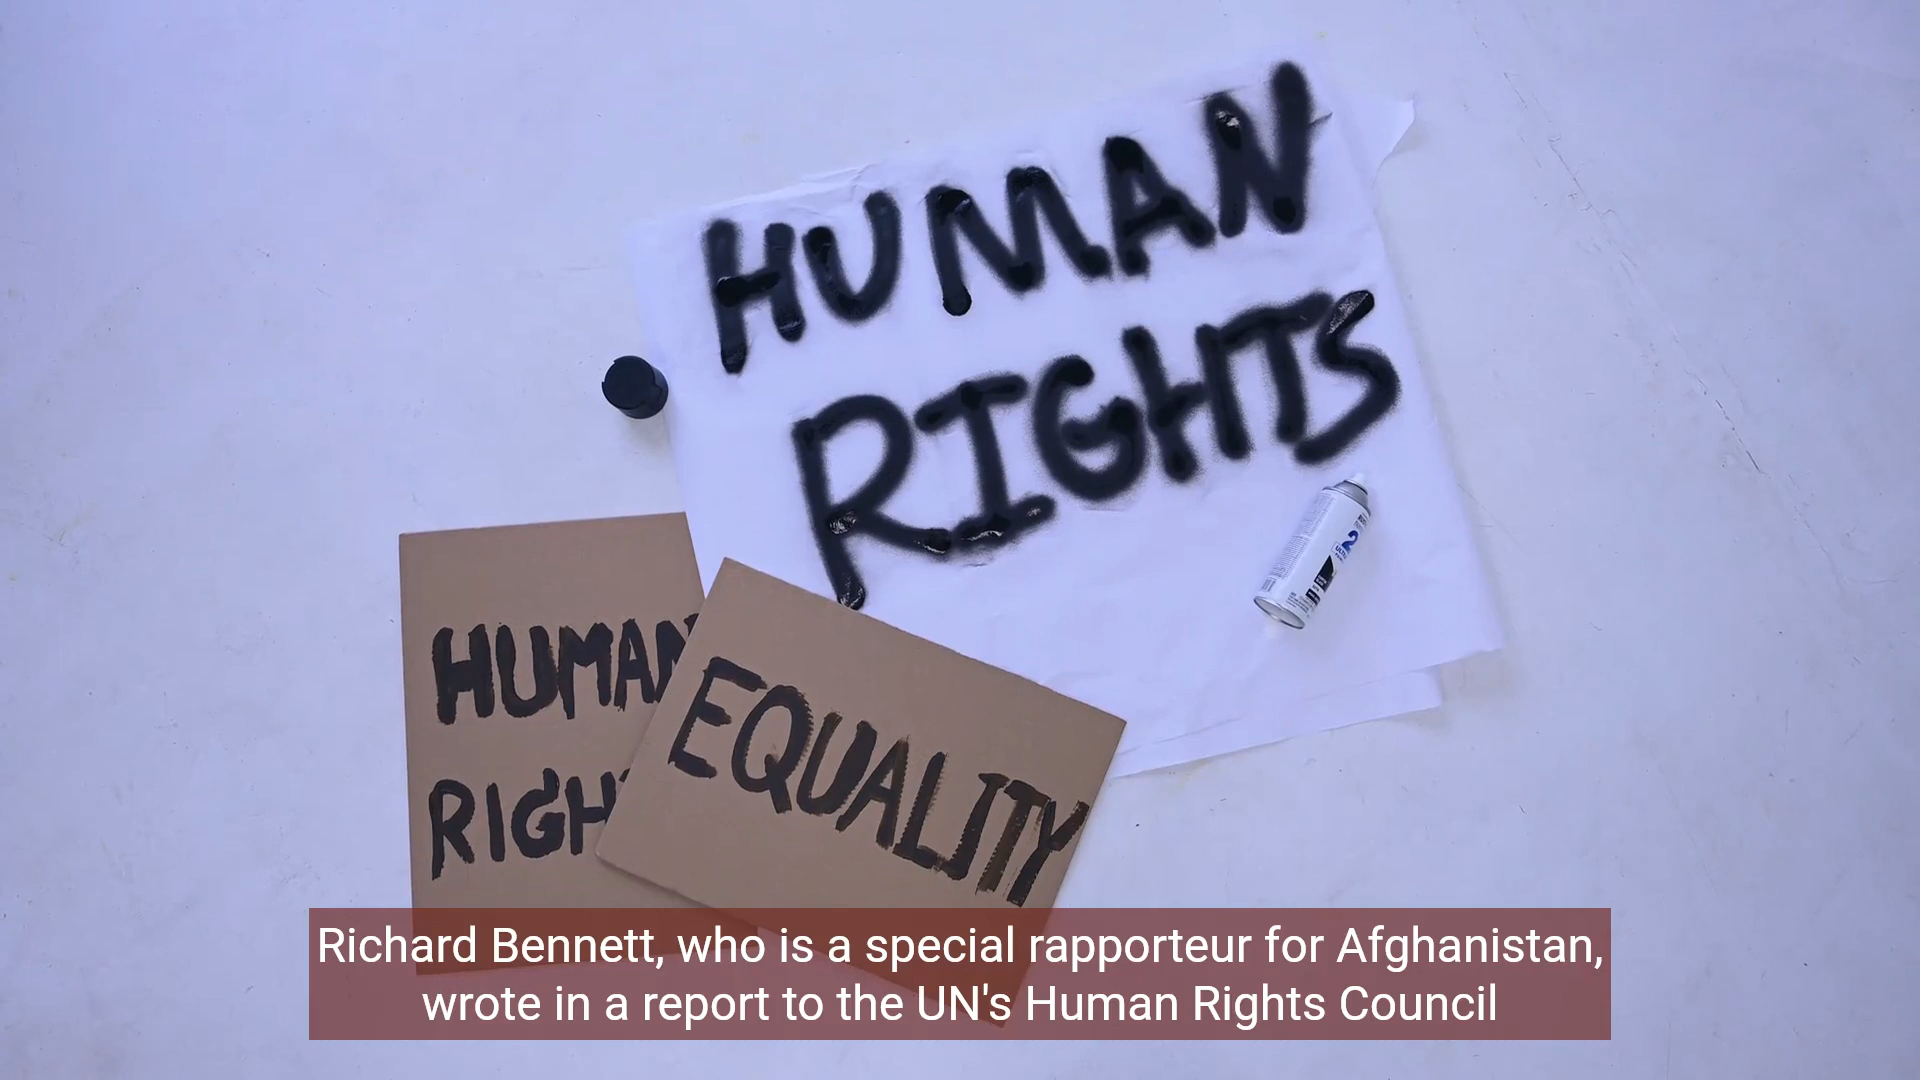 HUMAN
RIGHTS
HUMAN
RIGH
EQUALITY
2
Richard Bennett, who is a special rapporteur for Afghanistan,
wrote in a report to the UN's Human Rights Council